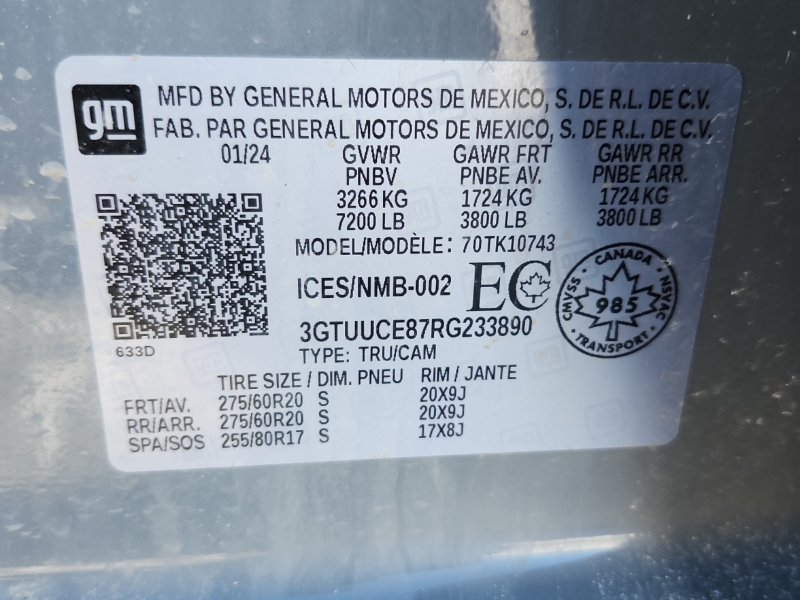 gm
MFD BY GENERAL MOTORS DE MEXICO, S. DE R.L. DE C.V.
FAB. PAR GENERAL MOTORS DE MEXICO, S. DE R.L. DE C.V.
01/24 GVWR GAWR FRT GAWR RR
PNBV PNBE AV. PNBE ARR.
3266 KG 1724 KG 1724 KG
7200 LB 3800 LB 3800 LB
MODEL/MODÈLE: 70TK10743
ICES/NMB-002 EC
CANADA
CMVSS · NSVAC
985
TRANSPORT
3GTUUCE87RG233890
633D
TYPE: TRU/CAM
TIRE SIZE / DIM. PNEU RIM / JANTE
FRT/AV. 275/60R20 S 20X9J
RR/ARR. 275/60R20 S 20X9J
SPA/SOS 255/80R17 S 17X8J